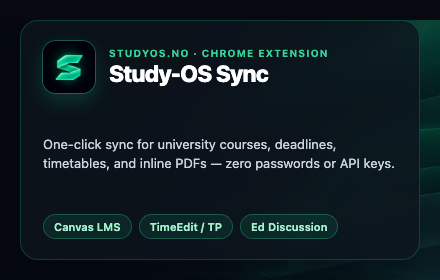 STUDYOS.NO · CHROME EXTENSION
Study-OS Sync
One-click sync for university courses, deadlines,
timetables, and inline PDFs — zero passwords or API keys.
Canvas LMS
TimeEdit / TP
Ed Discussion